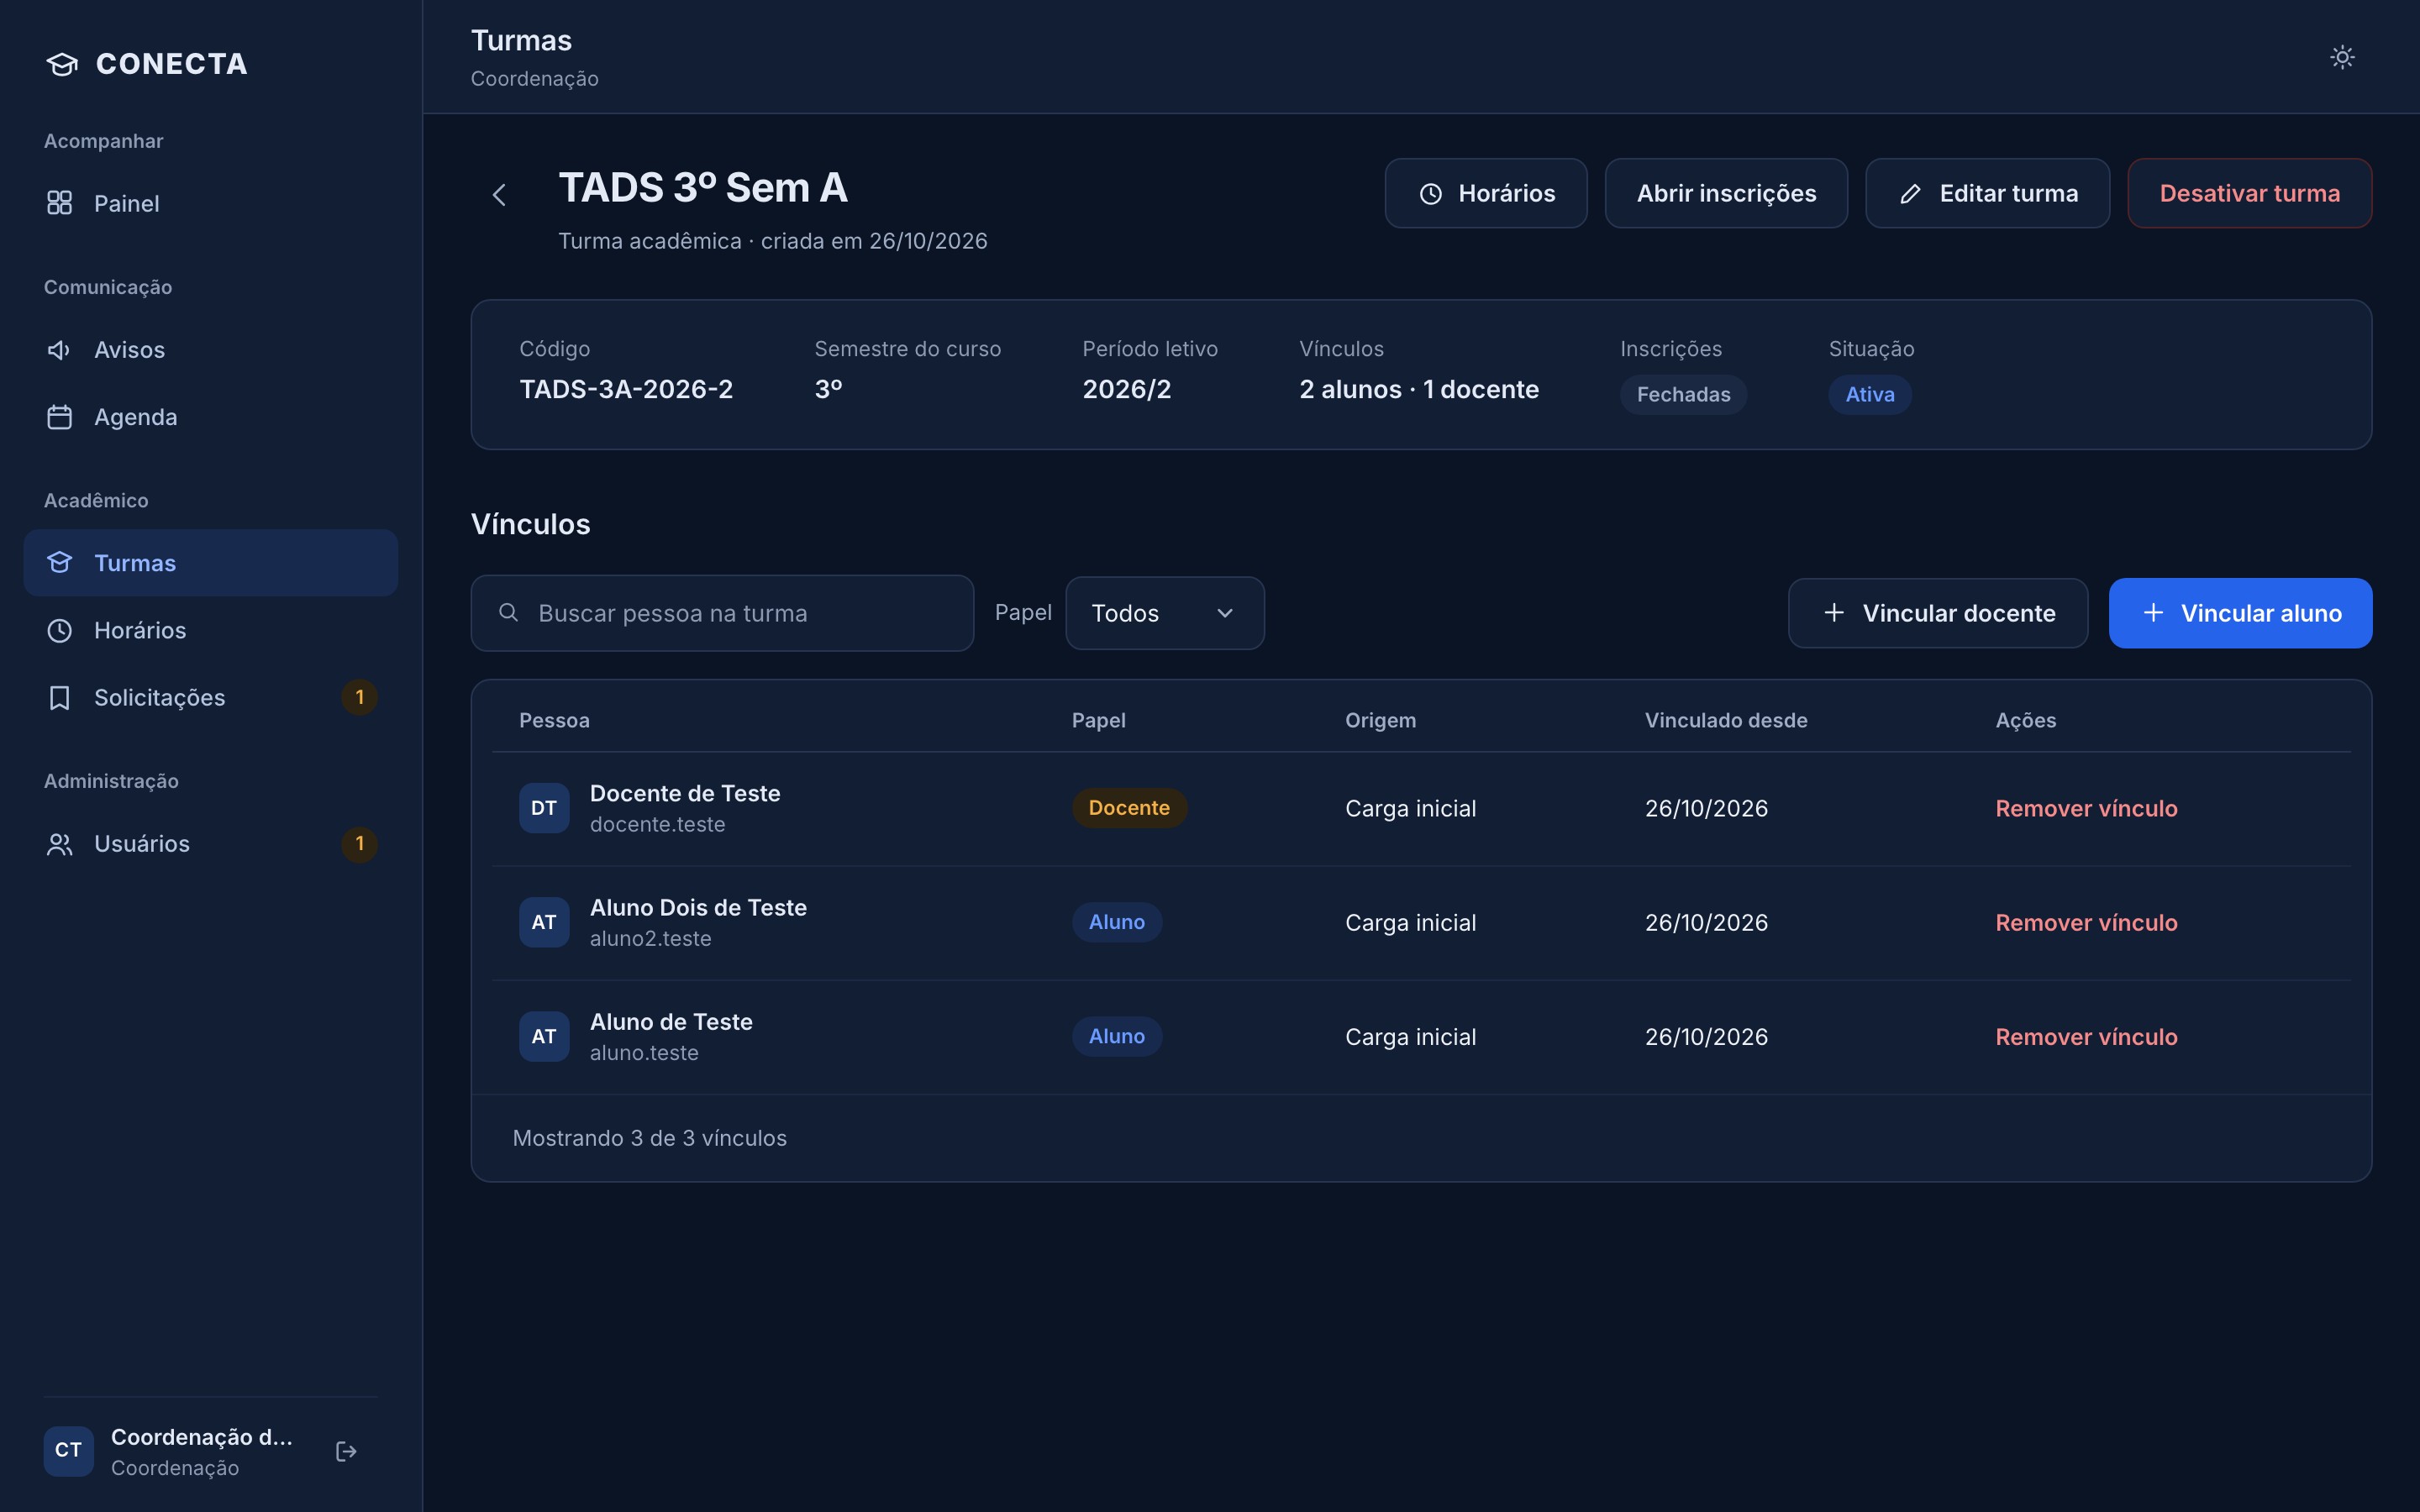 CONECTA
Acompanhar
Painel
Comunicação
Avisos
Agenda
Acadêmico
Turmas
Horários
Solicitações 1
Administração
Usuários 1
CT
Coordenação d...
Coordenação
Turmas
Coordenação
TADS 3º Sem A
Turma acadêmica · criada em 26/10/2026
Horários
Abrir inscrições
Editar turma
Desativar turma
Código
TADS-3A-2026-2
Semestre do curso
3º
Período letivo
2026/2
Vínculos
2 alunos · 1 docente
Inscrições
Fechadas
Situação
Ativa
Vínculos
Buscar pessoa na turma
Papel
Todos
Vincular docente
Vincular aluno
Pessoa Papel Origem Vinculado desde Ações
DT
Docente de Teste
docente.teste
Docente
Carga inicial
26/10/2026
Remover vínculo
AT
Aluno Dois de Teste
aluno2.teste
Aluno
Carga inicial
26/10/2026
Remover vínculo
AT
Aluno de Teste
aluno.teste
Aluno
Carga inicial
26/10/2026
Remover vínculo
Mostrando 3 de 3 vínculos